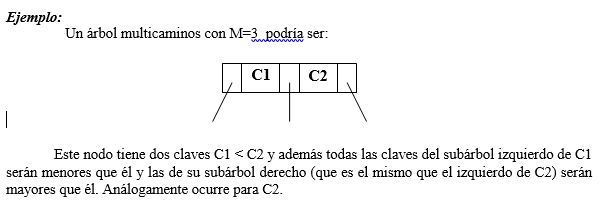 Ejemplo:
Un árbol multicaminos con M=3 podría ser:
C1 C2
Este nodo tiene dos claves C1 < C2 y además todas las claves del subárbol izquierdo de C1
serán menores que él y las de su subárbol derecho (que es el mismo que el izquierdo de C2) serán
mayores que él. Análogamente ocurre para C2.